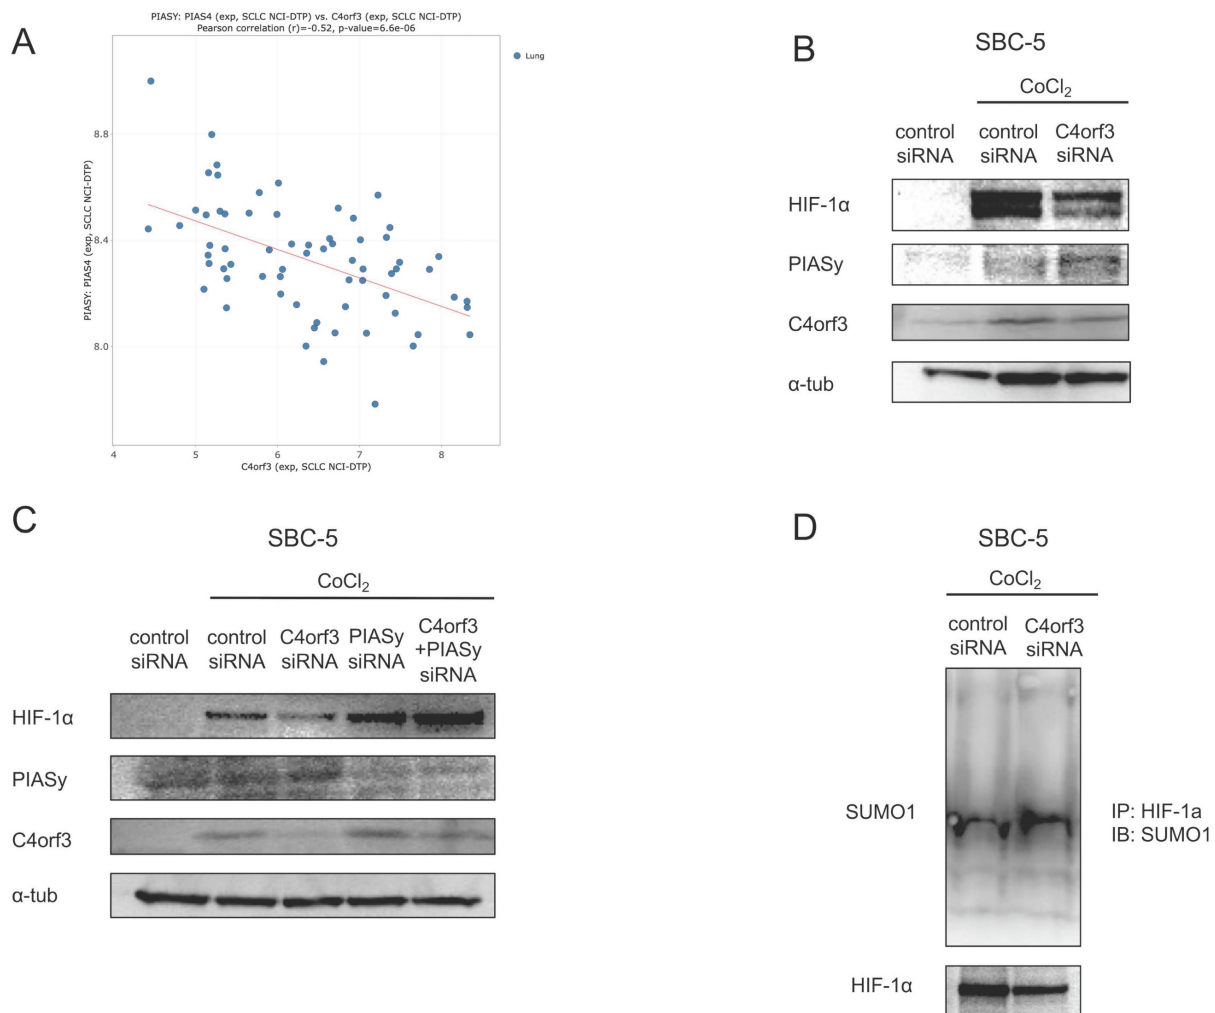 A
PIASY: PIAS4 (exp, SCLC NCI-DTP) vs. C4orf3 (exp, SCLC NCI-DTP)
Pearson correlation (r)=-0.52, p-value=6.6e-06
Lung
8.8
8.4
8.0
PIASY: PIAS4 (exp, SCLC NCI-DTP)
4 5 6 7 8
C4orf3 (exp, SCLC NCI-DTP)
B
SBC-5
CoCl₂
control siRNA
control siRNA
C4orf3 siRNA
HIF-1α
PIASy
C4orf3
α-tub
C
SBC-5
CoCl₂
control siRNA
control siRNA
C4orf3 siRNA
PIASy siRNA
C4orf3 +PIASy siRNA
HIF-1α
PIASy
C4orf3
α-tub
D
SBC-5
CoCl₂
control siRNA
C4orf3 siRNA
SUMO1
IP: HIF-1a
IB: SUMO1
HIF-1α